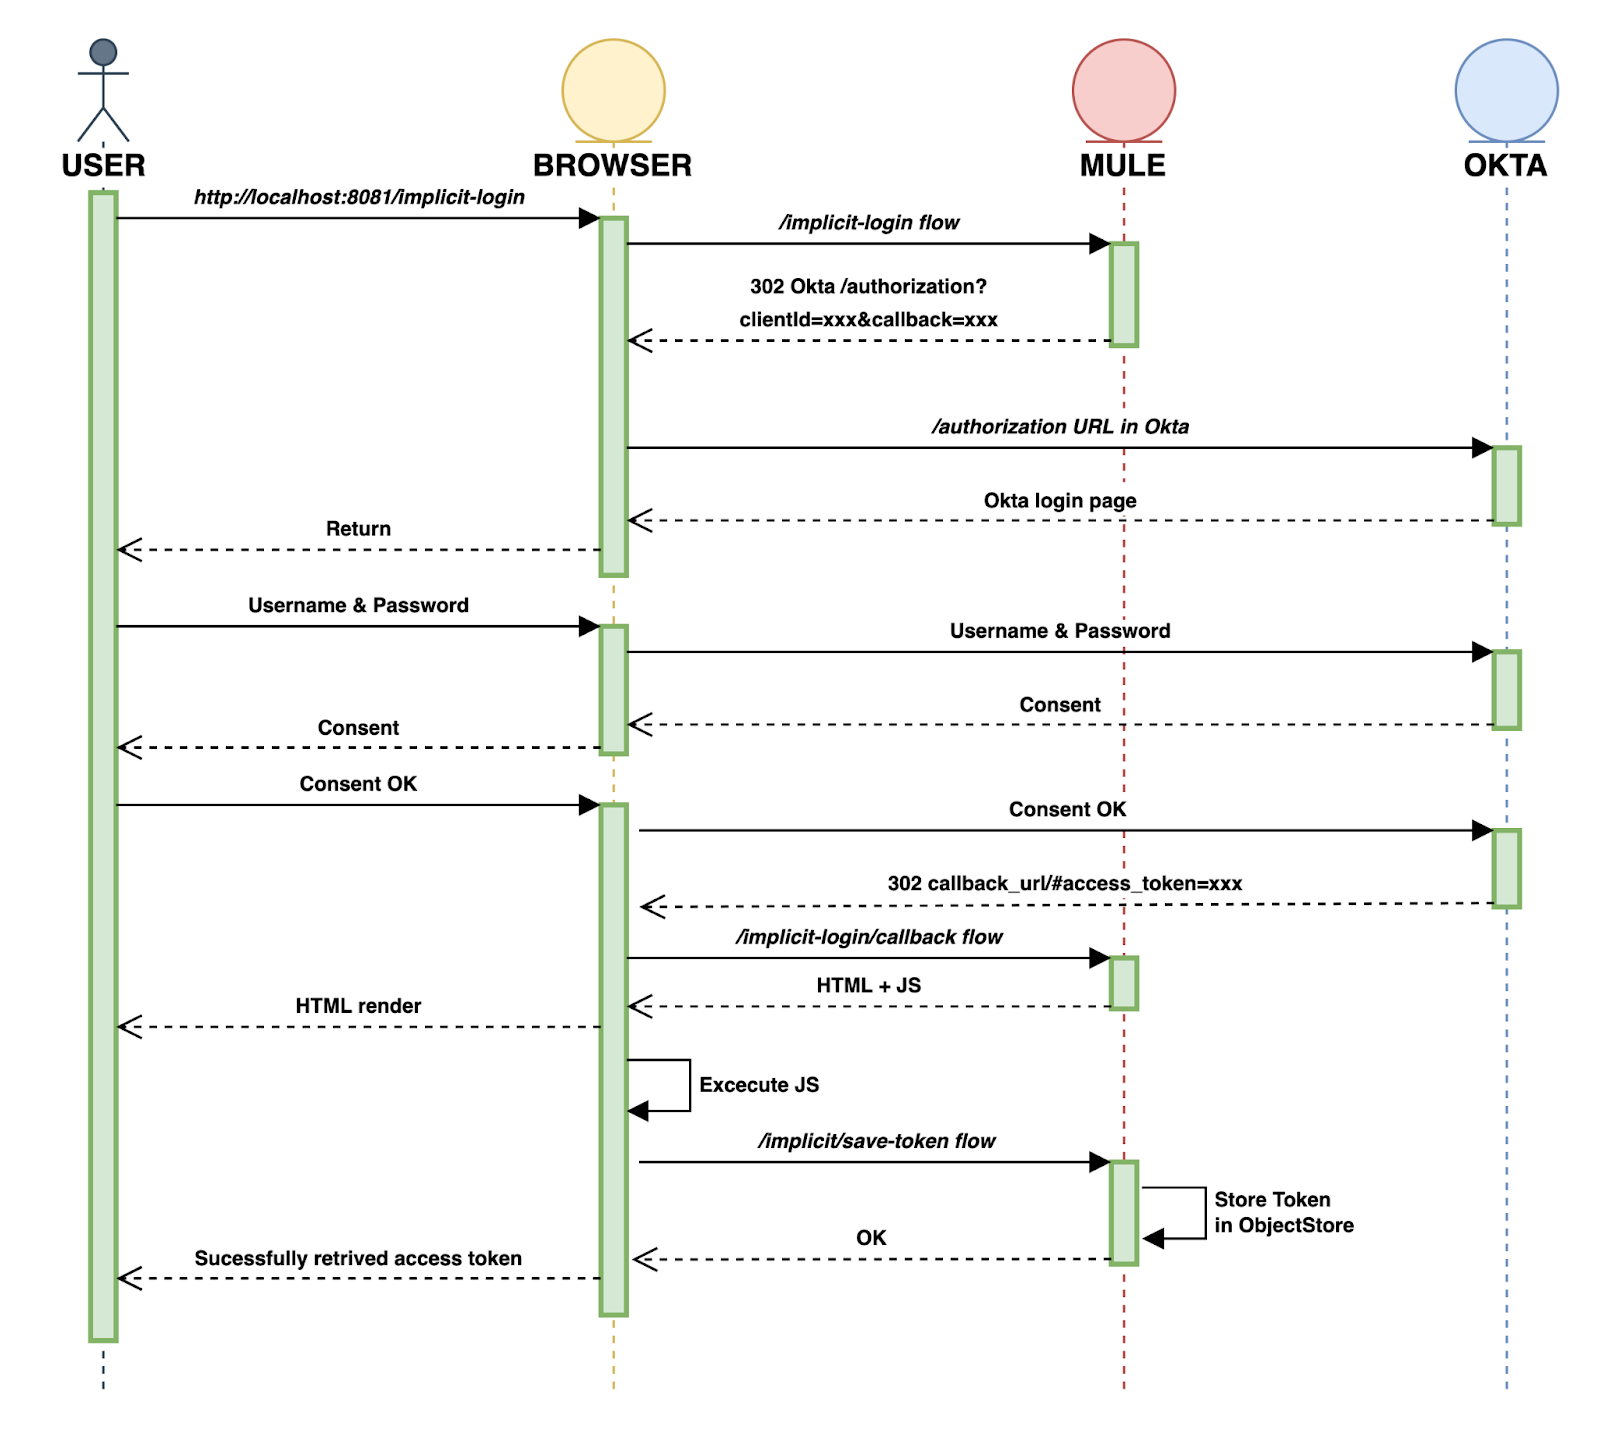 USER
BROWSER
MULE
OKTA
http://localhost:8081/implicit-login
/implicit-login flow
302 Okta /authorization?
clientId=xxx&callback=xxx
/authorization URL in Okta
Okta login page
Return
Username & Password
Username & Password
Consent
Consent
Consent OK
Consent OK
302 callback_url/#access_token=xxx
/implicit-login/callback flow
HTML + JS
HTML render
Excecute JS
/implicit/save-token flow
Store Token
in ObjectStore
OK
Sucessfully retrived access token